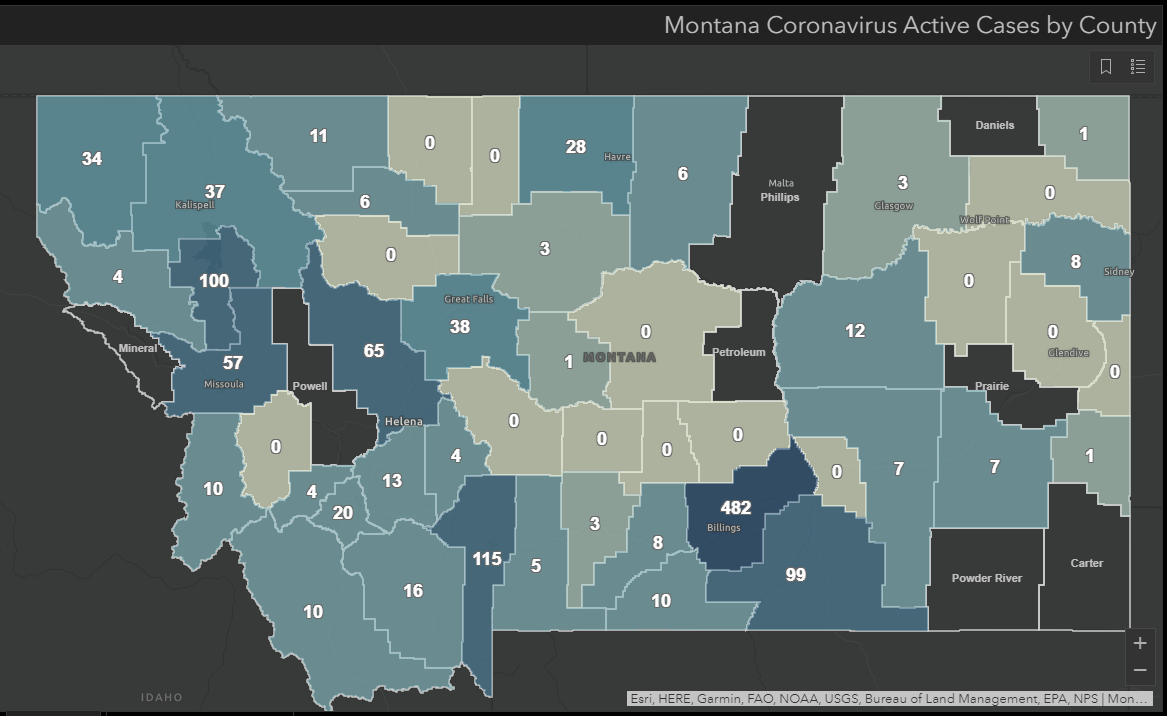 Montana Coronavirus Active Cases by County
Daniels
1
11
0
28
0
34
6
3
Malta
Phillips
Havre
37
0
Kalispell
6
Glasgow
Wolf Point
3
0
8
Sidney
4
100
0
Great Falls
38
12
0
0
Mineral
65
Petroleum
Glendive
57
1
MONTANA
0
Missoula
Powell
Prairie
Helena
0
0
0
0
0
4
1
0
7
7
13
10
4
20
482
Billings
3
8
115
5
99
Carter
Powder River
16
10
10
+
−
IDAHO
Esri, HERE, Garmin, FAO, NOAA, USGS, Bureau of Land Management, EPA, NPS | Mon...